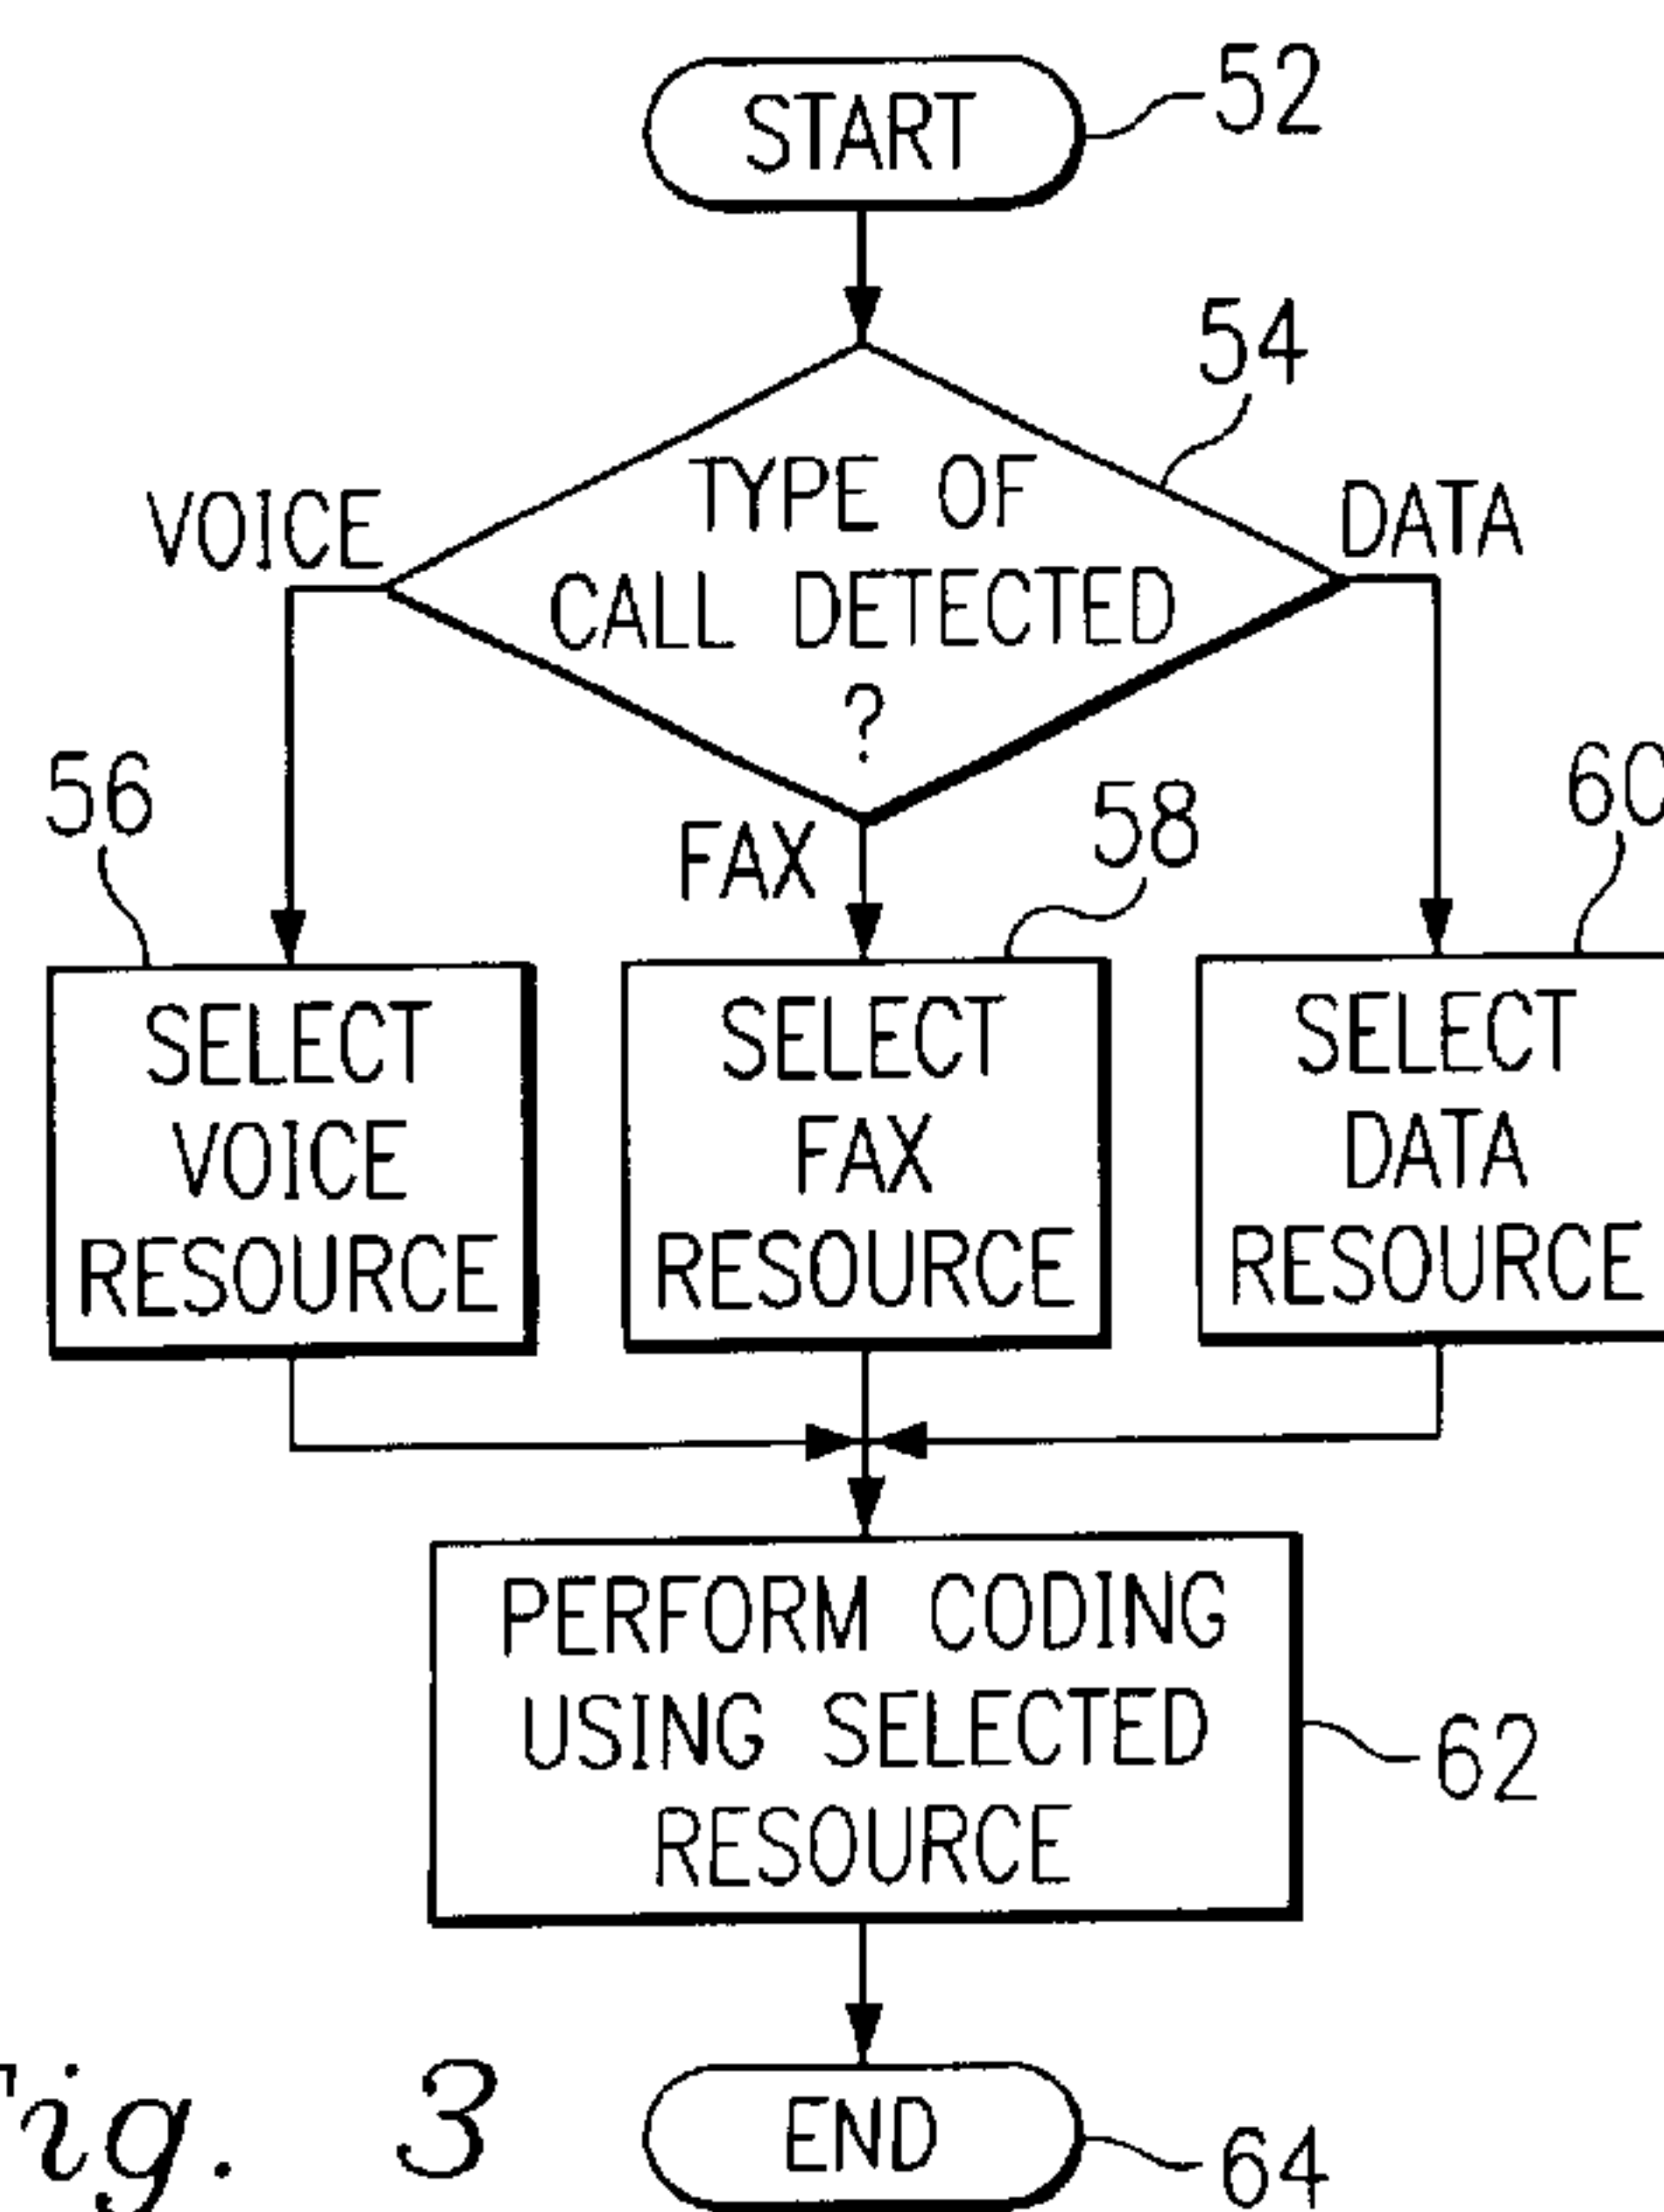 START
52
54
TYPE OF
CALL DETECTED
?
VOICE
DATA
FAX
56
58
60
SELECT
VOICE
RESOURCE
SELECT
FAX
RESOURCE
SELECT
DATA
RESOURCE
PERFORM CODING
USING SELECTED
RESOURCE
62
END
64
Fig. 3